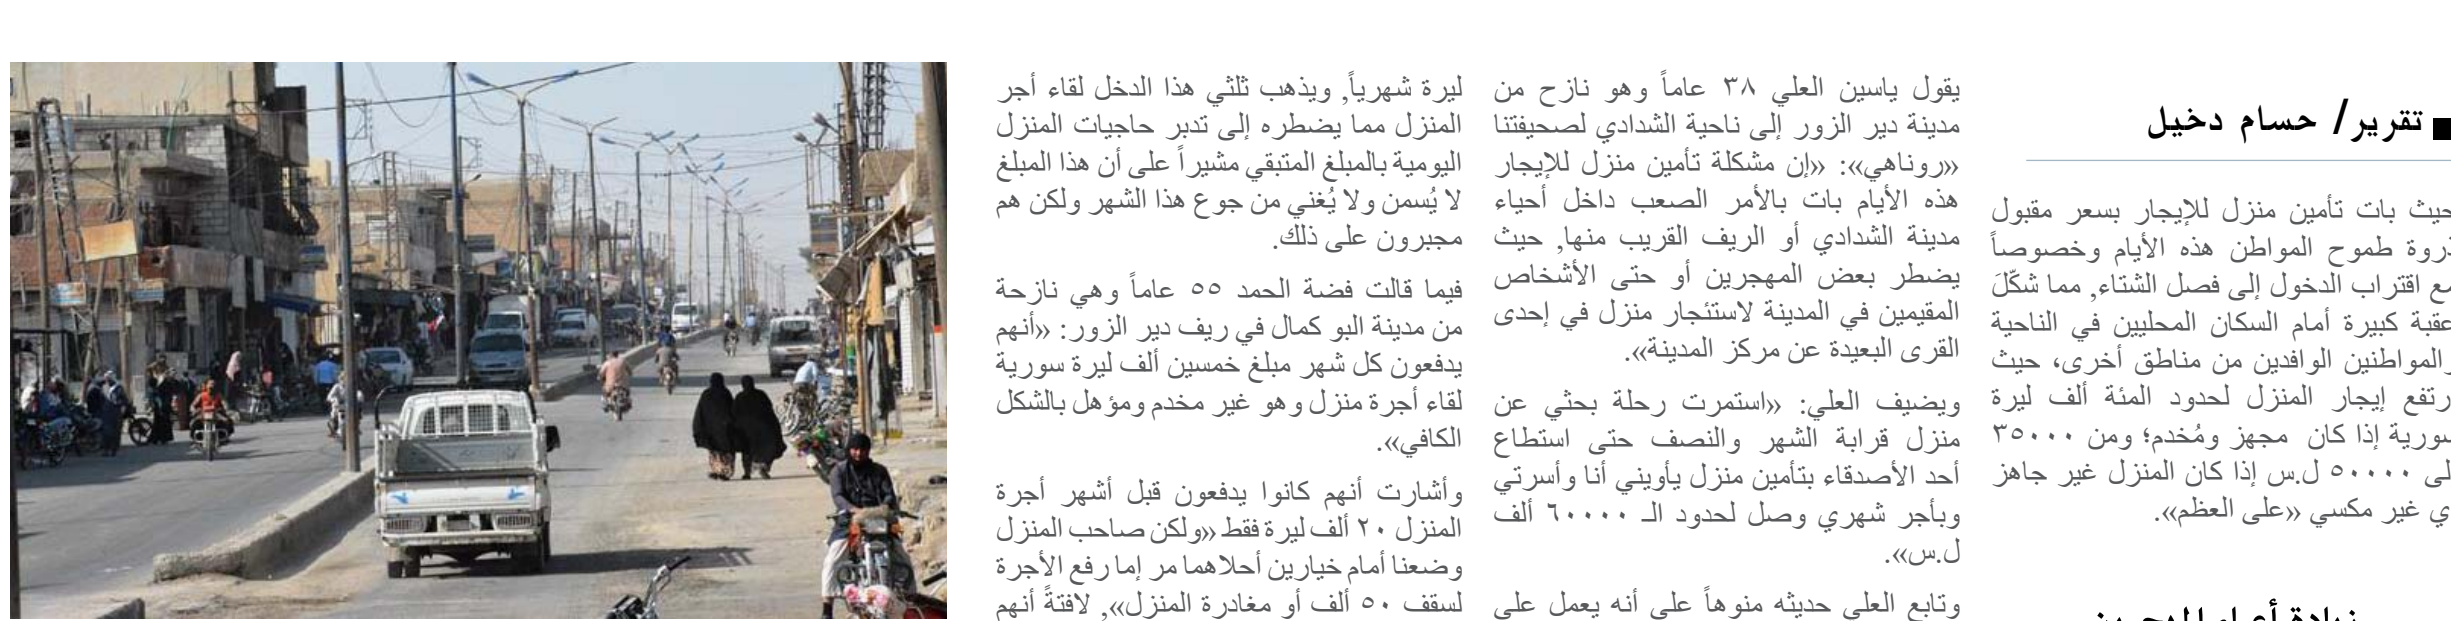 تقرير/ حسام دخيل
حيث بات تأمين منزل للإيجار بسعر مقبول
ذروة طموح المواطن هذه الأيام وخصوصاً
مع اقتراب الدخول إلى فصل الشتاء, مما شكّلَ
عقبة كبيرة أمام السكان المحليين في الناحية
والمواطنين الوافدين من مناطق أخرى، حيث
ارتفع إيجار المنزل لحدود المئة ألف ليرة
سورية إذا كان مجهز ومُخدم؛ ومن ٣٥٠٠٠
إلى ٥٠٠٠٠ ل.س إذا كان المنزل غير جاهز
أي غير مكسي «على العظم».
يقول ياسين العلي ٣٨ عاماً وهو نازح من
مدينة دير الزور إلى ناحية الشدادي لصحيفتنا
«روناهي»: «إن مشكلة تأمين منزل للإيجار
هذه الأيام بات بالأمر الصعب داخل أحياء
مدينة الشدادي أو الريف القريب منها, حيث
يضطر بعض المهجرين أو حتى الأشخاص
المقيمين في المدينة لاستئجار منزل في إحدى
القرى البعيدة عن مركز المدينة».
ويضيف العلي: «استمرت رحلة بحثي عن
منزل قرابة الشهر والنصف حتى استطاع
أحد الأصدقاء بتأمين منزل يأويني أنا وأسرتي
وبأجر شهري وصل لحدود الـ ٦٠٠٠٠ ألف
ل.س».
وتابع العلي حديثه منوهاً على أنه يعمل على
ليرة شهرياً, ويذهب ثلثي هذا الدخل لقاء أجر
المنزل مما يضطره إلى تدبر حاجيات المنزل
اليومية بالمبلغ المتبقي مشيراً على أن هذا المبلغ
لا يُسمن ولا يُغني من جوع هذا الشهر ولكن هم
مجبرون على ذلك.
فيما قالت فضة الحمد ٥٥ عاماً وهي نازحة
من مدينة البو كمال في ريف دير الزور: «أنهم
يدفعون كل شهر مبلغ خمسين ألف ليرة سورية
لقاء أجرة منزل وهو غير مخدم ومؤهل بالشكل
الكافي».
وأشارت أنهم كانوا يدفعون قبل أشهر أجرة
المنزل ٢٠ ألف ليرة فقط «ولكن صاحب المنزل
وضعنا أمام خيارين أحلاهما مر إما رفع الأجرة
لسقف ٥٠ ألف أو مغادرة المنزل», لافتةً أنهم